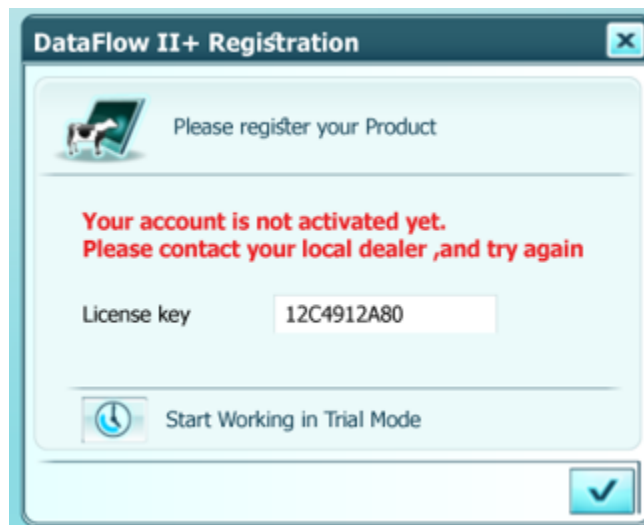 DataFlow II+ Registration
Please register your Product
Your account is not activated yet.
Please contact your local dealer ,and try again
License key 12C4912A80
Start Working in Trial Mode